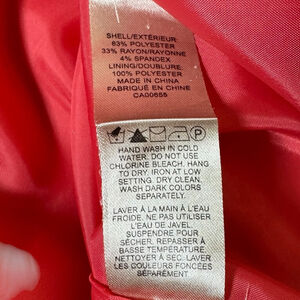 SHELL/EXTÉRIEUR:
63% POLYESTER
33% RAYON/RAYONNE
4% SPANDEX
LINING/DOUBLURE:
100% POLYESTER
MADE IN CHINA
FABRIQUÉ EN CHINE
CA00655
P
HAND WASH IN COLD
WATER. DO NOT USE
CHLORINE BLEACH. HANG
TO DRY. IRON AT LOW
SETTING. DRY CLEAN.
WASH DARK COLORS
SEPARATELY.
LAVER À LA MAIN À L'EAU
FROIDE. NE PAS UTILISER
L'EAU DE JAVEL.
SUSPENDRE POUR
SÉCHER. REPASSER À
BASSE TEMPÉRATURE.
NETTOYER À SEC. LAVER
LES COULEURS FONCÉES
SÉPARÉMENT.